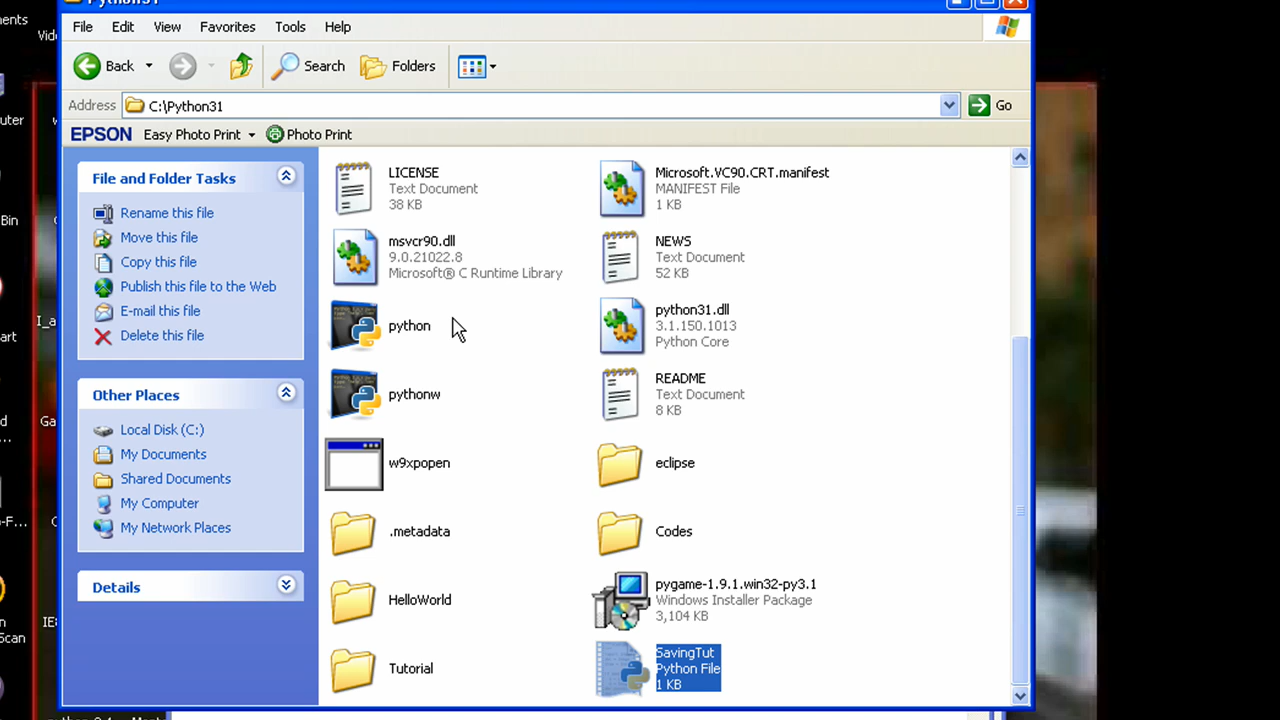 Python31
File Edit View Favorites Tools Help
Back Search Folders
Address C:\Python31 Go
EPSON Easy Photo Print Photo Print
File and Folder Tasks
Rename this file
Move this file
Copy this file
Publish this file to the Web
E-mail this file
Delete this file
Other Places
Local Disk (C:)
My Documents
Shared Documents
My Computer
My Network Places
Details
LICENSE
Text Document
38 KB
Microsoft.VC90.CRT.manifest
MANIFEST File
1 KB
msvcr90.dll
9.0.21022.8
Microsoft® C Runtime Library
NEWS
Text Document
52 KB
python
python31.dll
3.1.150.1013
Python Core
pythonw
README
Text Document
8 KB
w9xpopen
eclipse
.metadata
Codes
HelloWorld
pygame-1.9.1.win32-py3.1
Windows Installer Package
3,104 KB
Tutorial
SavingTut
Python File
1 KB